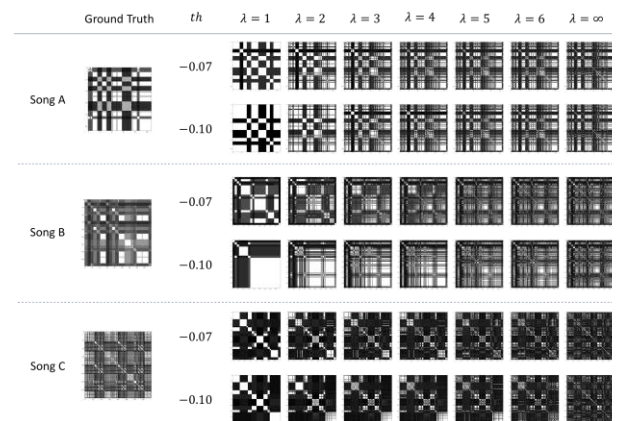 Ground Truth th λ = 1 λ = 2 λ = 3 λ = 4 λ = 5 λ = 6 λ = ∞
−0.07
Song A
−0.10
−0.07
Song B
−0.10
−0.07
Song C
−0.10